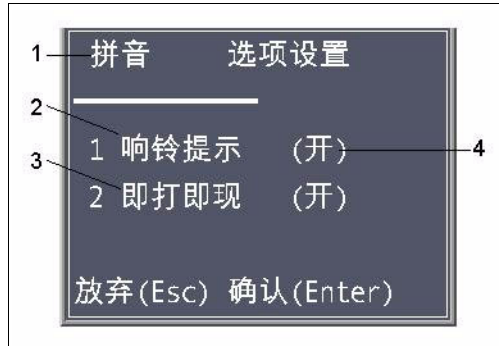 1 拼音 选项设置
2
1 响铃提示 (开) 4
3
2 即打即现 (开)
放弃(Esc) 确认(Enter)